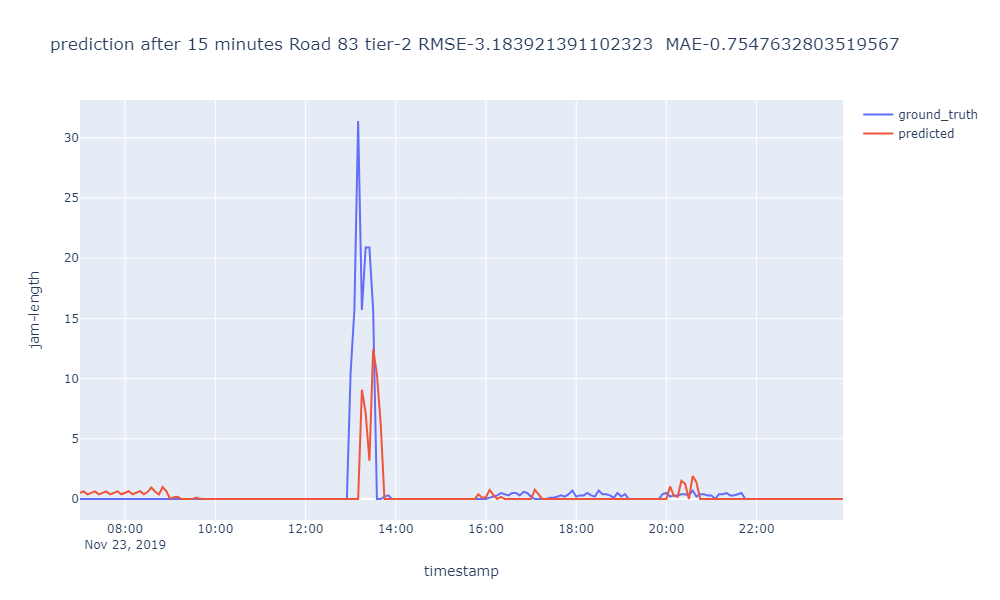 prediction after 15 minutes Road 83 tier-2 RMSE-3.183921391102323  MAE-0.7547632803519567
ground_truth
predicted
30
25
20
15
10
5
0
jam-length
08:00 10:00 12:00 14:00 16:00 18:00 20:00 22:00
Nov 23, 2019
timestamp